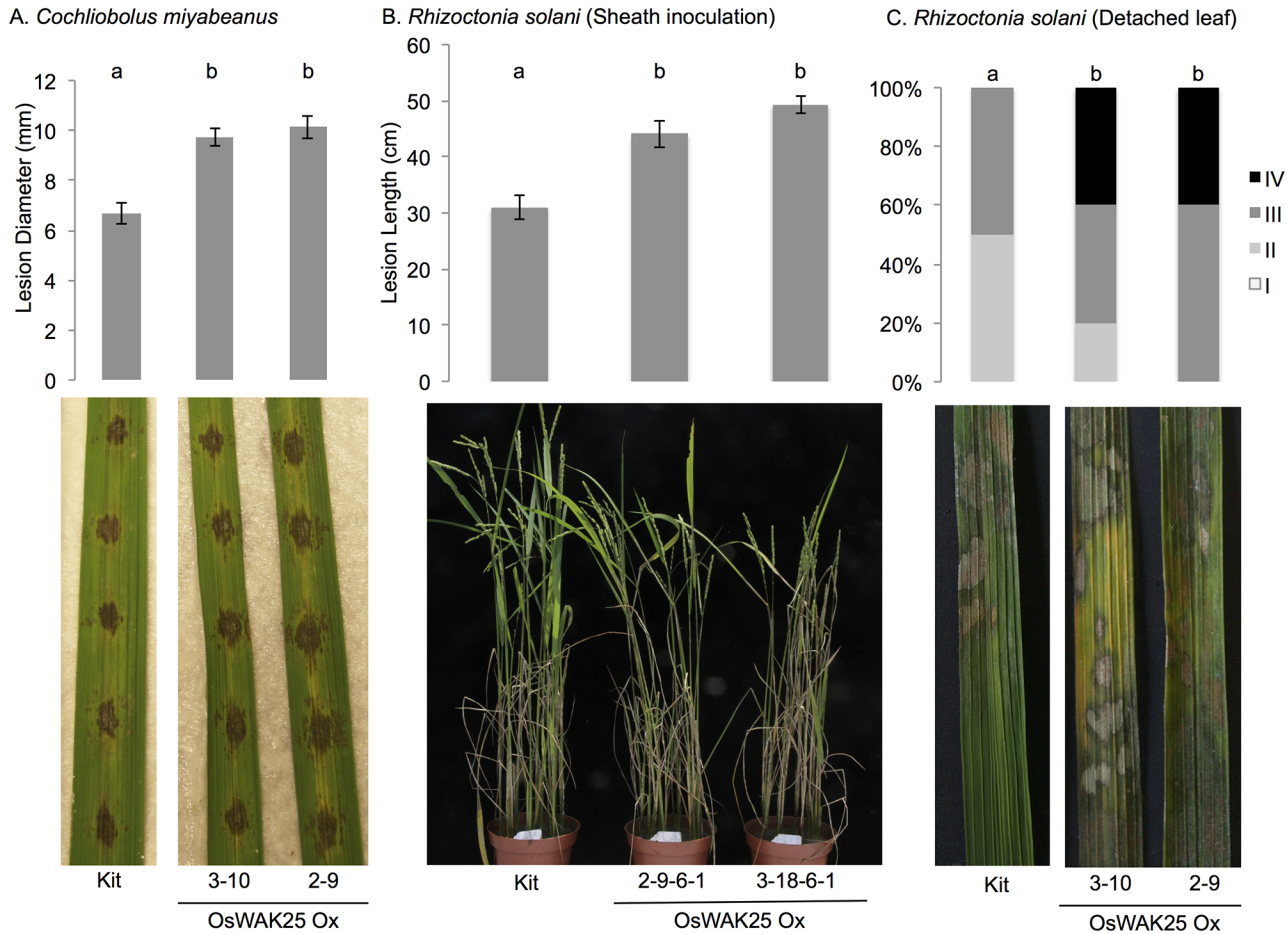 A. Cochliobolus miyabeanus
B. Rhizoctonia solani (Sheath inoculation)
C. Rhizoctonia solani (Detached leaf)
Lesion Diameter (mm)
12
10
8
6
4
2
0
a
b
b
Kit
3-10
2-9
OsWAK25 Ox
Lesion Length (cm)
60
50
40
30
20
10
0
a
b
b
Kit
2-9-6-1
3-18-6-1
OsWAK25 Ox
100%
80%
60%
40%
20%
0%
a
b
b
IV
III
II
I
Kit
3-10
2-9
OsWAK25 Ox